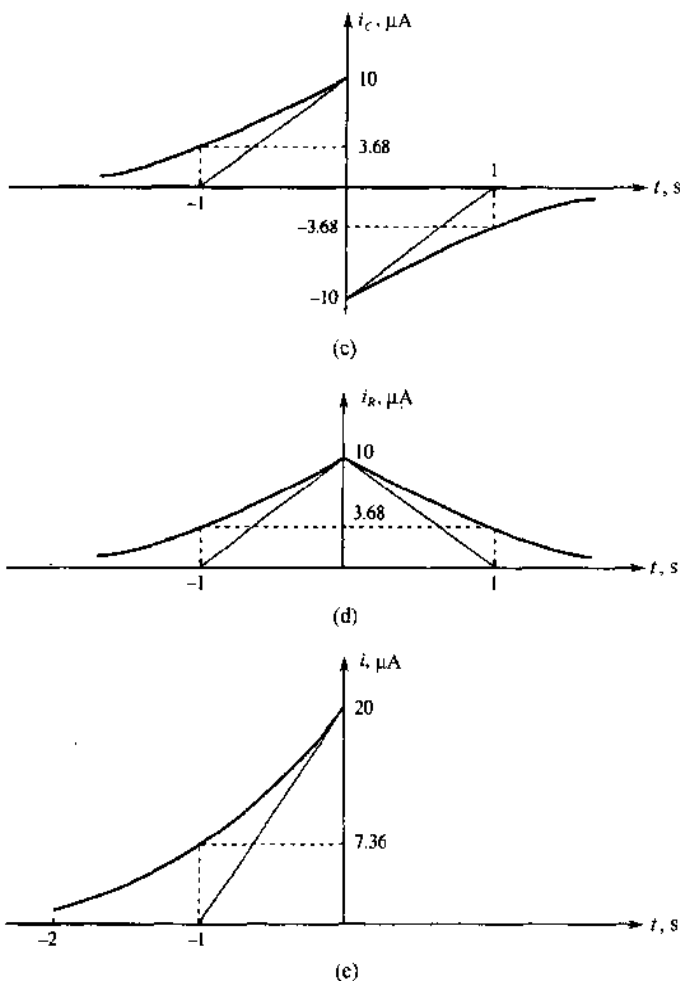 i_C, μA
10
3.68
1
-1
t, s
-3.68
-10
(c)
i_R, μA
10
3.68
t, s
-1
1
(d)
i, μA
20
7.36
t, s
-2
-1
(e)